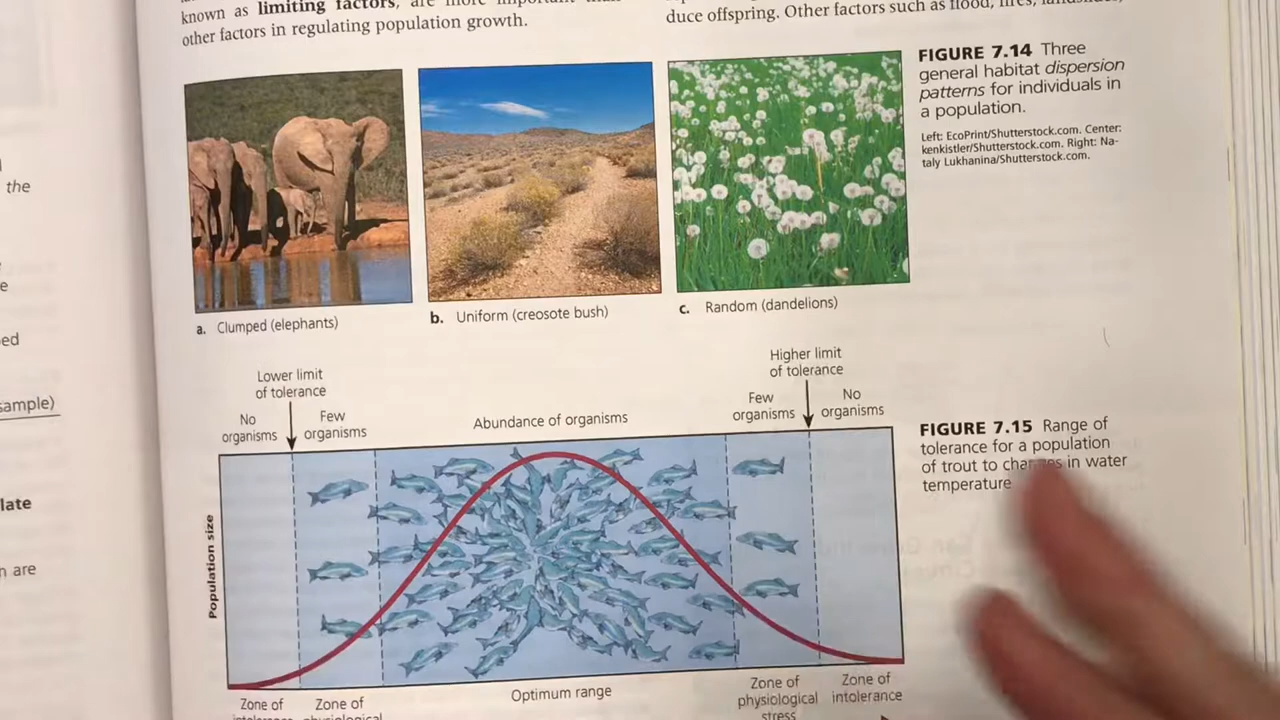 known as limiting factors, are more important than
other factors in regulating population growth.
duce offspring. Other factors such as flood, fires, landslides,
FIGURE 7.14 Three
general habitat dispersion
patterns for individuals in
a population.
Left: EcoPrint/Shutterstock.com. Center:
kenkistler/Shutterstock.com. Right: Na-
taly Lukhanina/Shutterstock.com.
a. Clumped (elephants)
b. Uniform (creosote bush)
c. Random (dandelions)
the
e
ed
sample)
late
n are
Lower limit
of tolerance
Higher limit
of tolerance
No
organisms
Few
organisms
Abundance of organisms
Few
organisms
No
organisms
Population size
Zone of
Zone of
physiological
Optimum range
Zone of
physiological
stress
Zone of
intolerance
FIGURE 7.15 Range of
tolerance for a population
of trout to changes in water
temperature